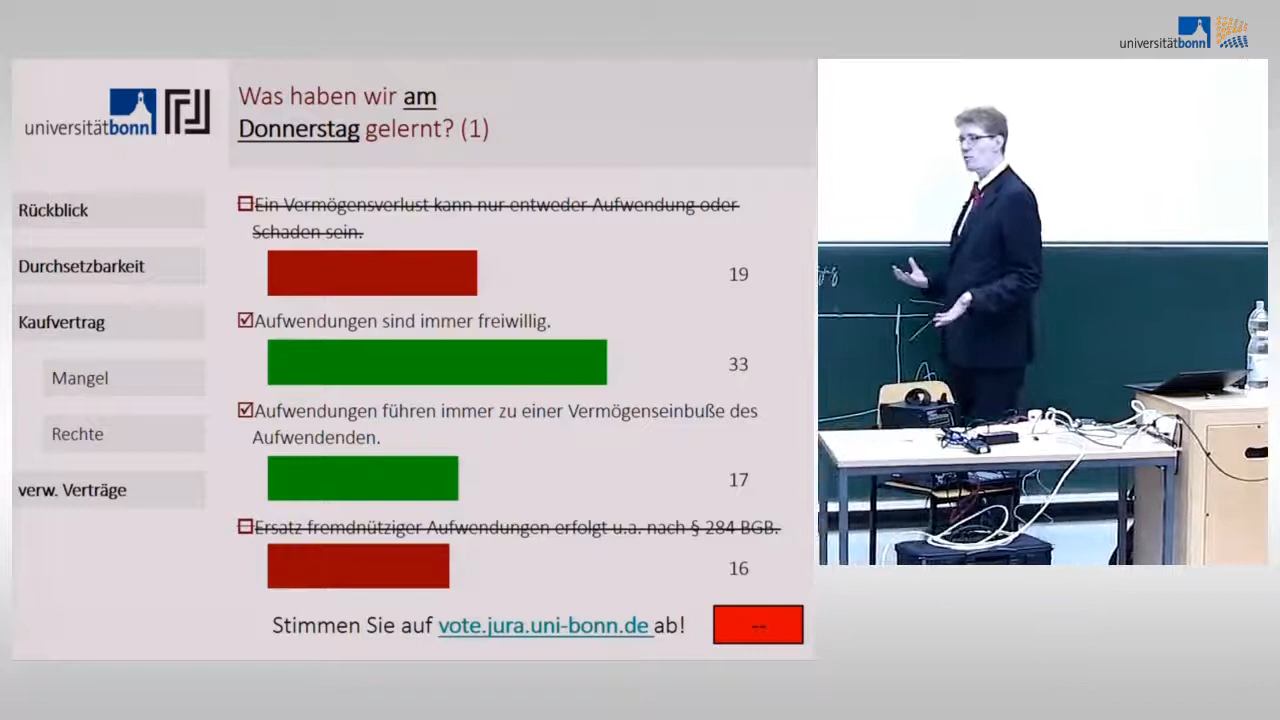 universitätbonn
universitätbonn
Was haben wir am
Donnerstag gelernt? (1)
Rückblick
Durchsetzbarkeit
Kaufvertrag
Mangel
Rechte
verw. Verträge
Ein Vermögensverlust kann nur entweder Aufwendung oder
Schaden sein.
19
Aufwendungen sind immer freiwillig.
33
Aufwendungen führen immer zu einer Vermögenseinbuße des
Aufwendenden.
17
Ersatz fremdnütziger Aufwendungen erfolgt u.a. nach § 284 BGB.
16
Stimmen Sie auf vote.jura.uni-bonn.de ab!
--